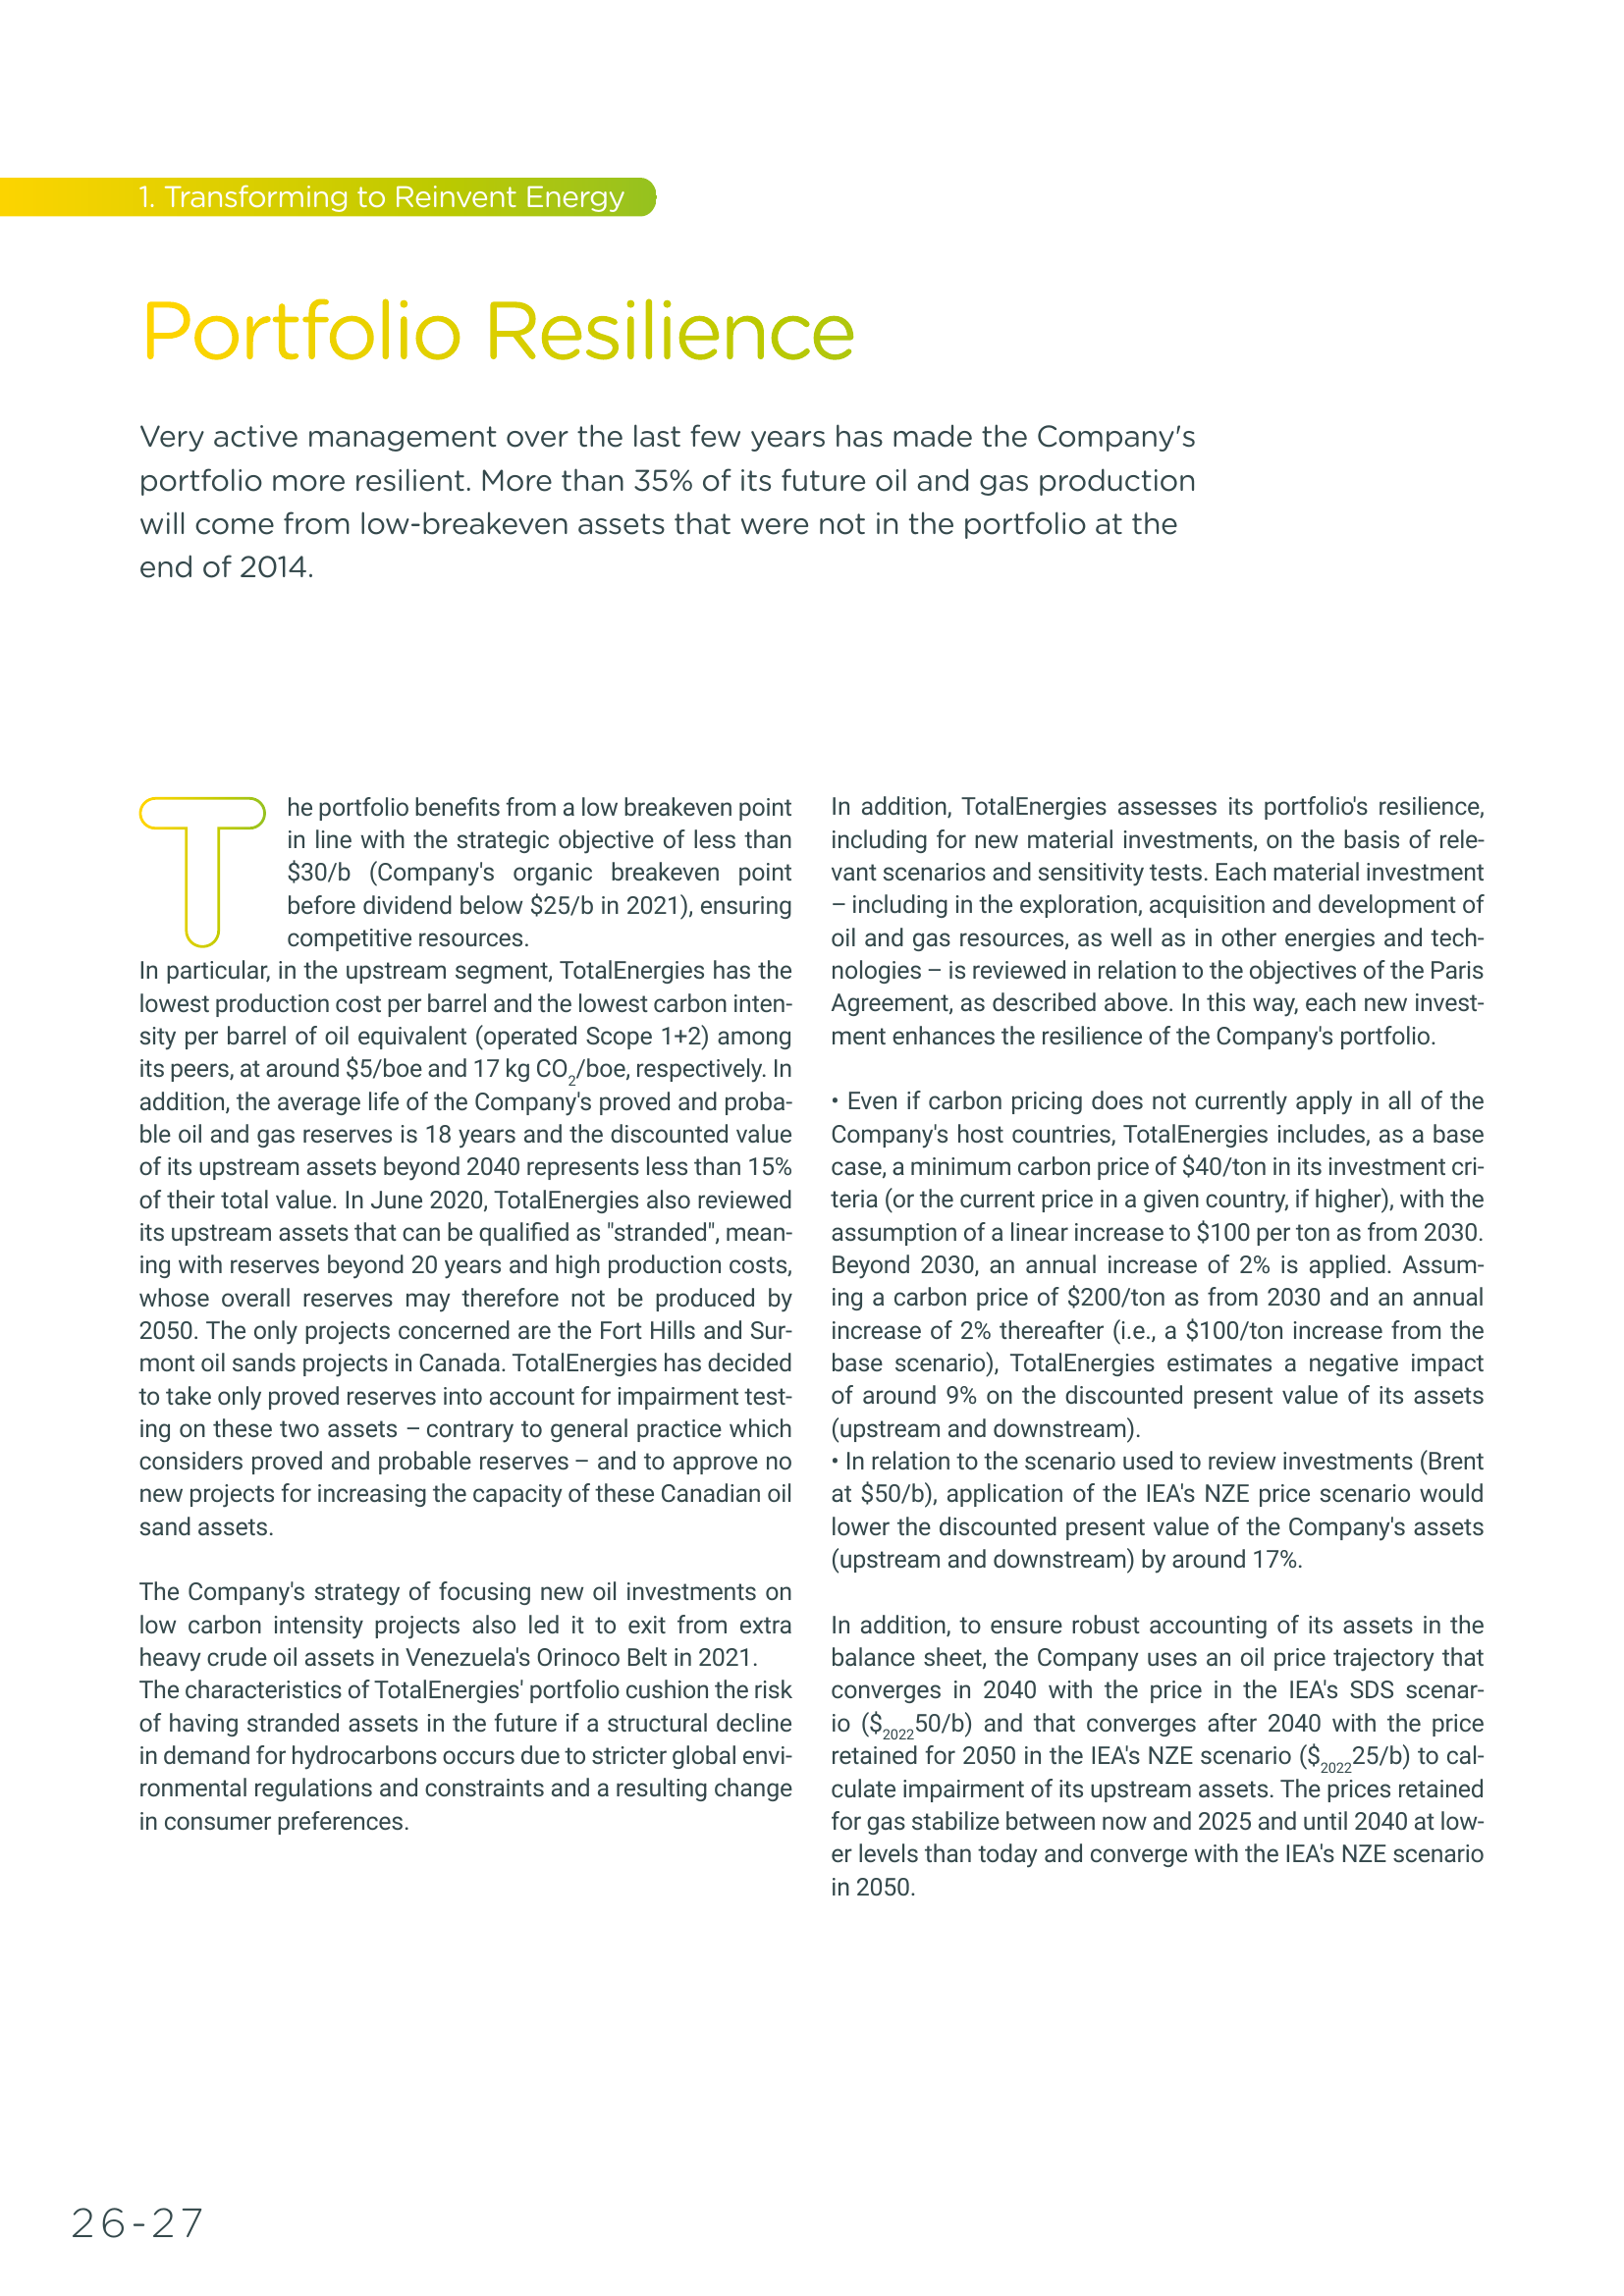 1. Transforming to Reinvent Energy
Portfolio Resilience
Very active management over the last few years has made the Company's
portfolio more resilient. More than 35% of its future oil and gas production
will come from low-breakeven assets that were not in the portfolio at the
end of 2014.
The portfolio benefits from a low breakeven point
in line with the strategic objective of less than
$30/b (Company's organic breakeven point
before dividend below $25/b in 2021), ensuring
competitive resources.
In particular, in the upstream segment, TotalEnergies has the
lowest production cost per barrel and the lowest carbon inten-
sity per barrel of oil equivalent (operated Scope 1+2) among
its peers, at around $5/boe and 17 kg CO₂/boe, respectively. In
addition, the average life of the Company's proved and proba-
ble oil and gas reserves is 18 years and the discounted value
of its upstream assets beyond 2040 represents less than 15%
of their total value. In June 2020, TotalEnergies also reviewed
its upstream assets that can be qualified as "stranded", mean-
ing with reserves beyond 20 years and high production costs,
whose overall reserves may therefore not be produced by
2050. The only projects concerned are the Fort Hills and Sur-
mont oil sands projects in Canada. TotalEnergies has decided
to take only proved reserves into account for impairment test-
ing on these two assets – contrary to general practice which
considers proved and probable reserves – and to approve no
new projects for increasing the capacity of these Canadian oil
sand assets.
The Company's strategy of focusing new oil investments on
low carbon intensity projects also led it to exit from extra
heavy crude oil assets in Venezuela's Orinoco Belt in 2021.
The characteristics of TotalEnergies' portfolio cushion the risk
of having stranded assets in the future if a structural decline
in demand for hydrocarbons occurs due to stricter global envi-
ronmental regulations and constraints and a resulting change
in consumer preferences.
In addition, TotalEnergies assesses its portfolio's resilience,
including for new material investments, on the basis of rele-
vant scenarios and sensitivity tests. Each material investment
– including in the exploration, acquisition and development of
oil and gas resources, as well as in other energies and tech-
nologies – is reviewed in relation to the objectives of the Paris
Agreement, as described above. In this way, each new invest-
ment enhances the resilience of the Company's portfolio.
• Even if carbon pricing does not currently apply in all of the
Company's host countries, TotalEnergies includes, as a base
case, a minimum carbon price of $40/ton in its investment cri-
teria (or the current price in a given country, if higher), with the
assumption of a linear increase to $100 per ton as from 2030.
Beyond 2030, an annual increase of 2% is applied. Assum-
ing a carbon price of $200/ton as from 2030 and an annual
increase of 2% thereafter (i.e., a $100/ton increase from the
base scenario), TotalEnergies estimates a negative impact
of around 9% on the discounted present value of its assets
(upstream and downstream).
• In relation to the scenario used to review investments (Brent
at $50/b), application of the IEA's NZE price scenario would
lower the discounted present value of the Company's assets
(upstream and downstream) by around 17%.
In addition, to ensure robust accounting of its assets in the
balance sheet, the Company uses an oil price trajectory that
converges in 2040 with the price in the IEA's SDS scenar-
io ($₂₀₂₂50/b) and that converges after 2040 with the price
retained for 2050 in the IEA's NZE scenario ($₂₀₂₂25/b) to cal-
culate impairment of its upstream assets. The prices retained
for gas stabilize between now and 2025 and until 2040 at low-
er levels than today and converge with the IEA's NZE scenario
in 2050.
26-27